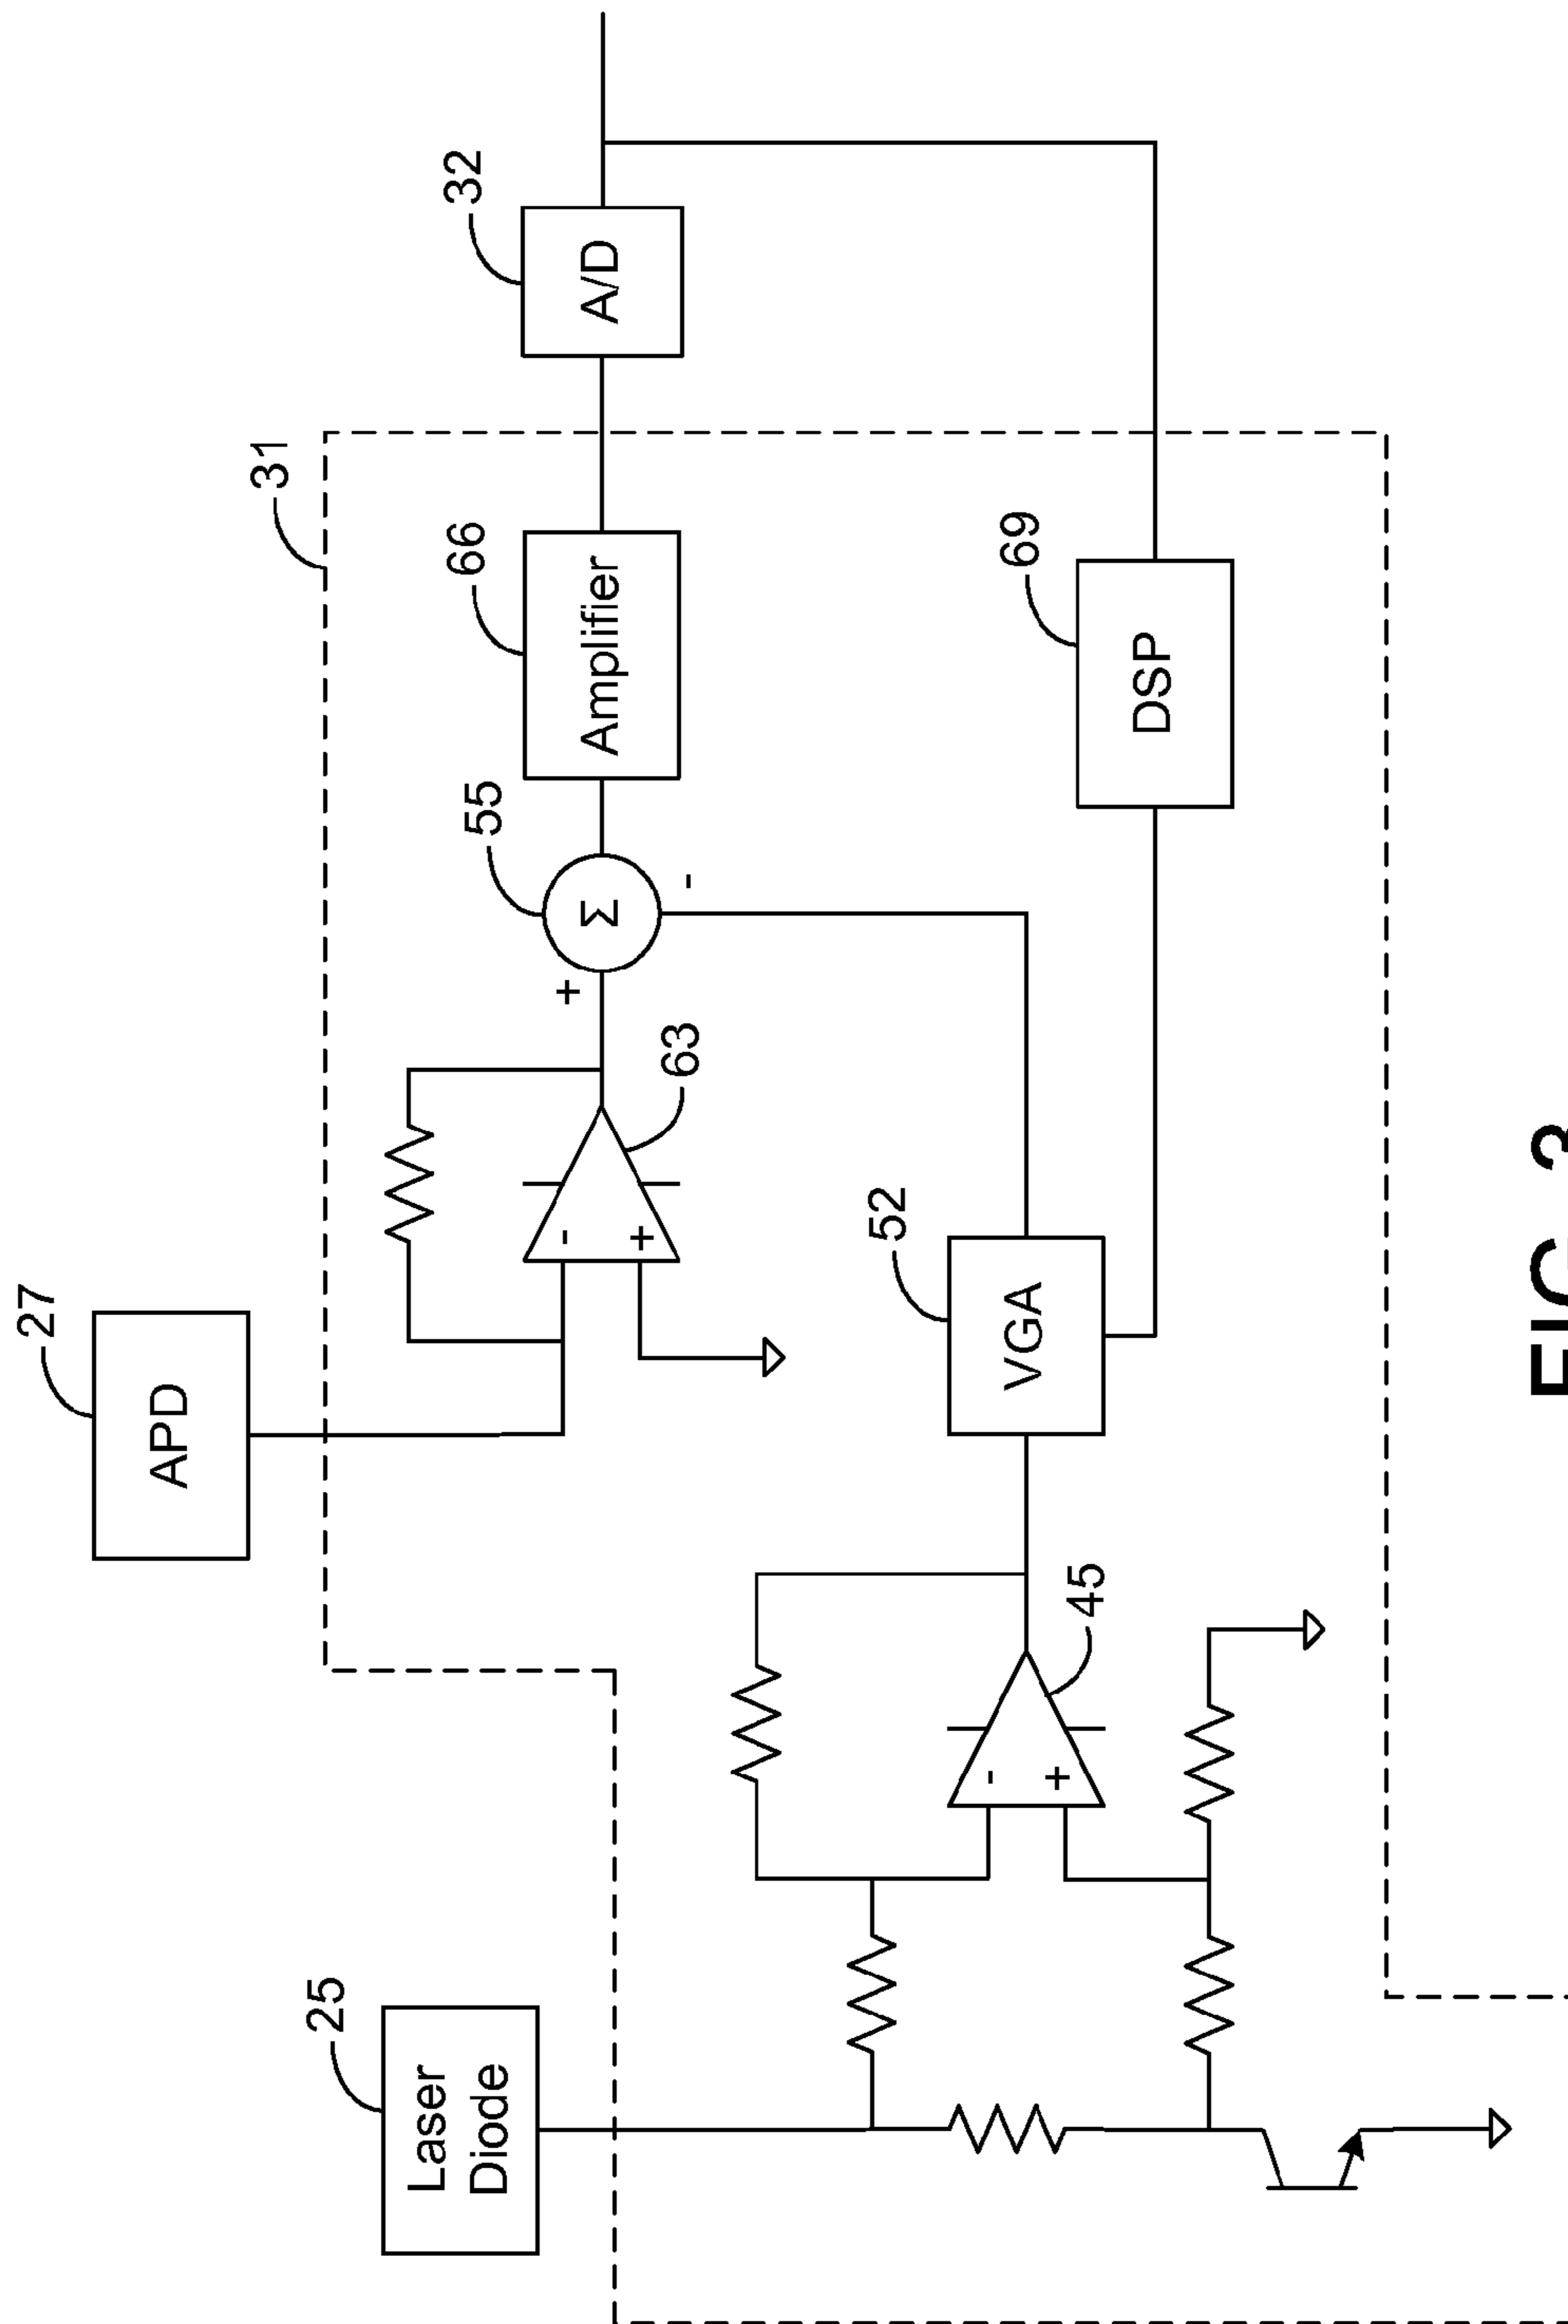 27
APD
31
25
Laser
Diode
32
A/D
66
Amplifier
55
+
Σ
-
-
+
63
52
VGA
69
DSP
45
-
+